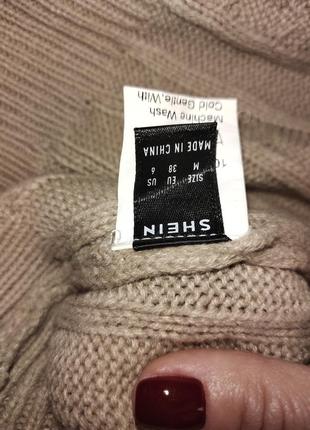 SHEIN
SIZE EU US
M 38 6
MADE IN CHINA
Machine Wash
Cold Gentle,With